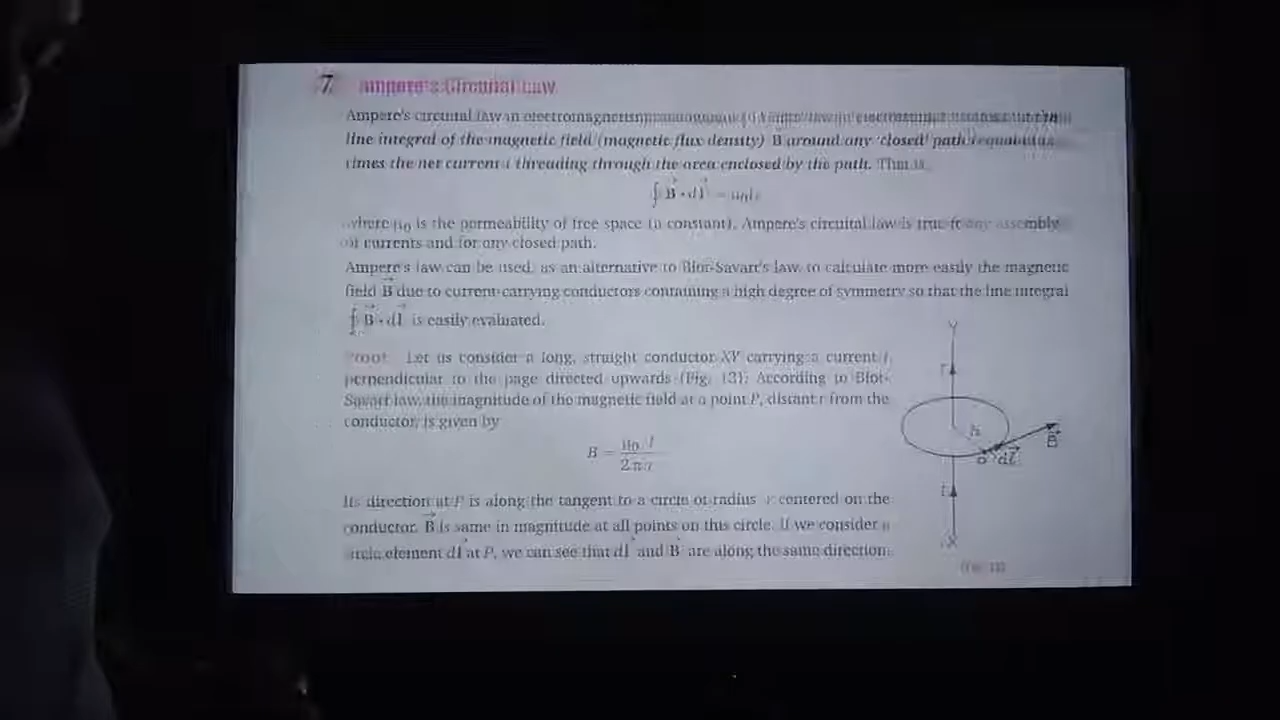 7 Ampere's Circuital Law
Ampere's circuital law in electromagnetism
line integral of the magnetic field (magnetic flux density) B⃗ around any 'closed' path
times the net current i threading through the area enclosed by the path. That is,
∮ B⃗ · dl⃗ = μ₀i,
where μ₀ is the permeability of free space (a constant). Ampere's circuital law is true for any assembly
of currents and for any closed path.
Ampere's law can be used, as an alternative to Biot-Savart's law, to calculate more easily the magnetic
field B⃗ due to current-carrying conductors containing a high degree of symmetry so that the line integral
∮ B⃗ · dl⃗ is easily evaluated.
Proof Let us consider a long, straight conductor XY carrying a current i,
perpendicular to the page directed upwards (Fig. 13). According to Biot-
Savart law, the magnitude of the magnetic field at a point P, distant r from the
conductor, is given by
B = μ₀ i / 2 π r
Its direction at P is along the tangent to a circle of radius r centered on the
conductor. B⃗ is same in magnitude at all points on this circle. If we consider a
circle element dl⃗ at P, we can see that dl⃗ and B⃗ are along the same direction.
Y
B⃗
dl⃗
X
(Fig. 13)